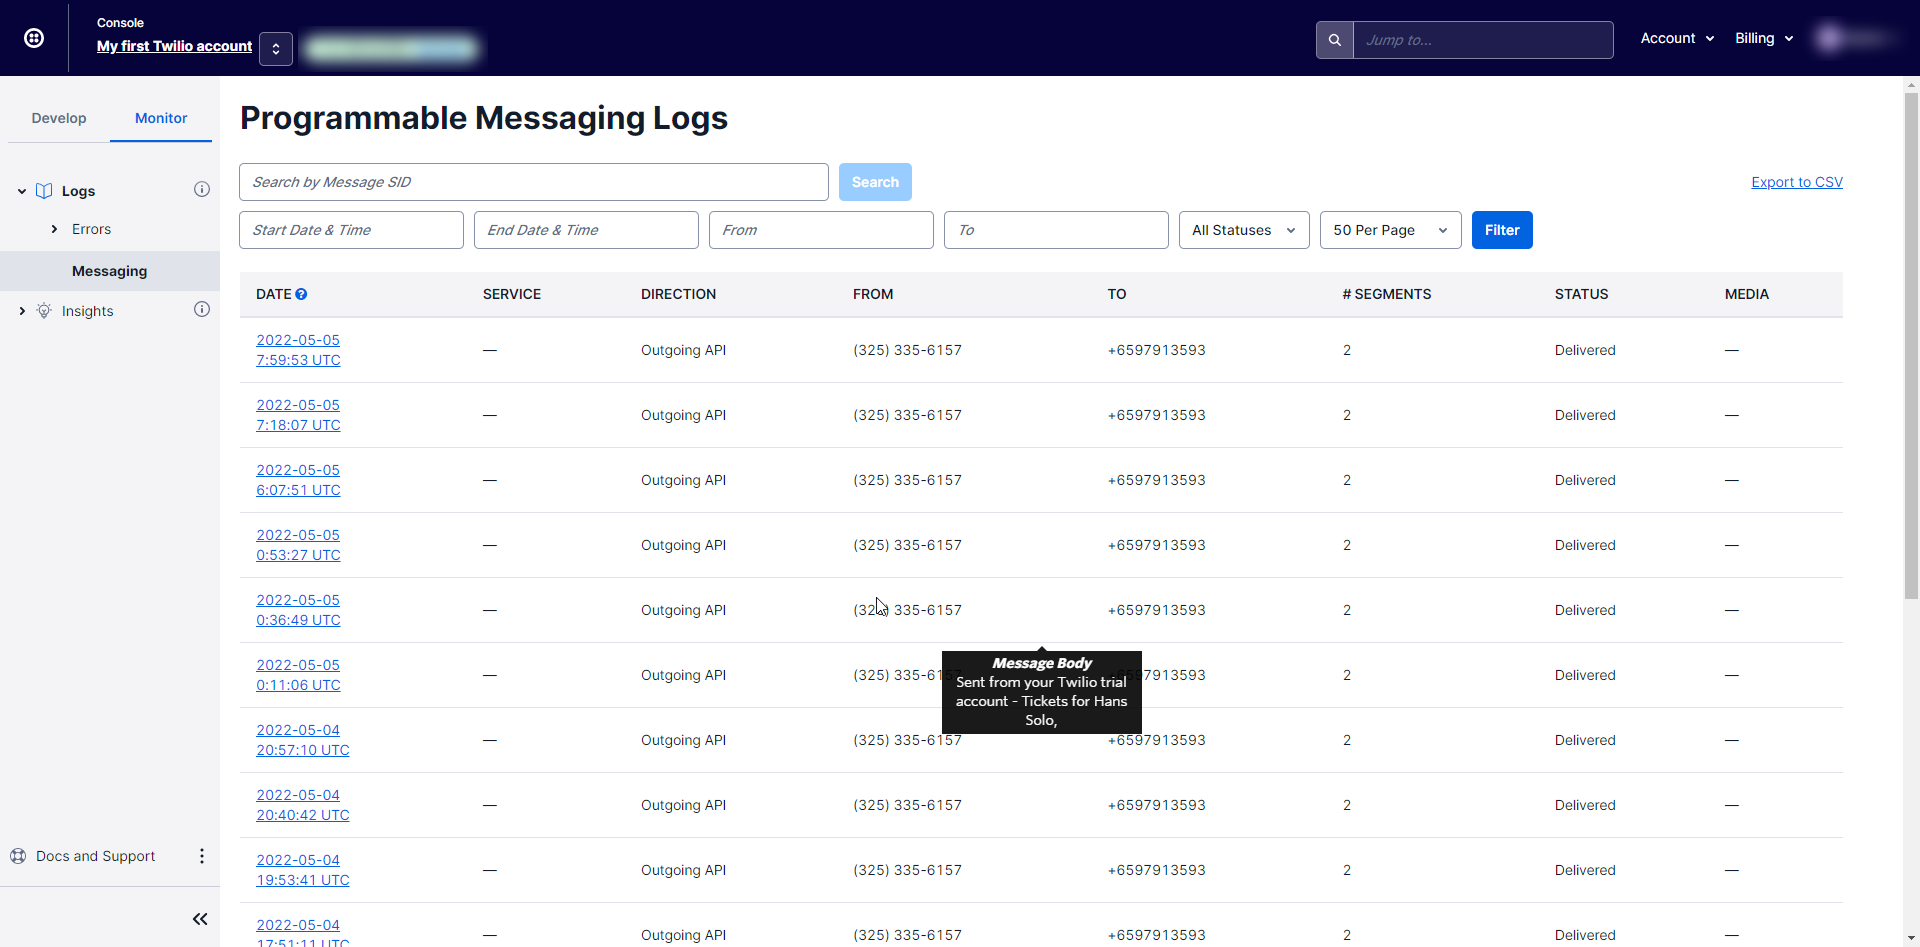 Console
My first Twilio account
Jump to...
Account
Billing
Develop
Monitor
Logs
Errors
Messaging
Insights
Docs and Support
Programmable Messaging Logs
Search by Message SID
Search
Export to CSV
Start Date & Time
End Date & Time
From
To
All Statuses
50 Per Page
Filter
DATE SERVICE DIRECTION FROM TO # SEGMENTS STATUS MEDIA
2022-05-05
7:59:53 UTC — Outgoing API (325) 335-6157 +6597913593 2 Delivered —
2022-05-05
7:18:07 UTC — Outgoing API (325) 335-6157 +6597913593 2 Delivered —
2022-05-05
6:07:51 UTC — Outgoing API (325) 335-6157 +6597913593 2 Delivered —
2022-05-05
0:53:27 UTC — Outgoing API (325) 335-6157 +6597913593 2 Delivered —
2022-05-05
0:36:49 UTC — Outgoing API (325) 335-6157 +6597913593 2 Delivered —
2022-05-05
0:11:06 UTC — Outgoing API (325) 335-61 97913593 2 Delivered —
Message Body
Sent from your Twilio trial
account - Tickets for Hans
Solo,
2022-05-04
20:57:10 UTC — Outgoing API (325) 335-6157 +6597913593 2 Delivered —
2022-05-04
20:40:42 UTC — Outgoing API (325) 335-6157 +6597913593 2 Delivered —
2022-05-04
19:53:41 UTC — Outgoing API (325) 335-6157 +6597913593 2 Delivered —
2022-05-04
17:51:11 UTC — Outgoing API (325) 335-6157 +6597913593 2 Delivered —